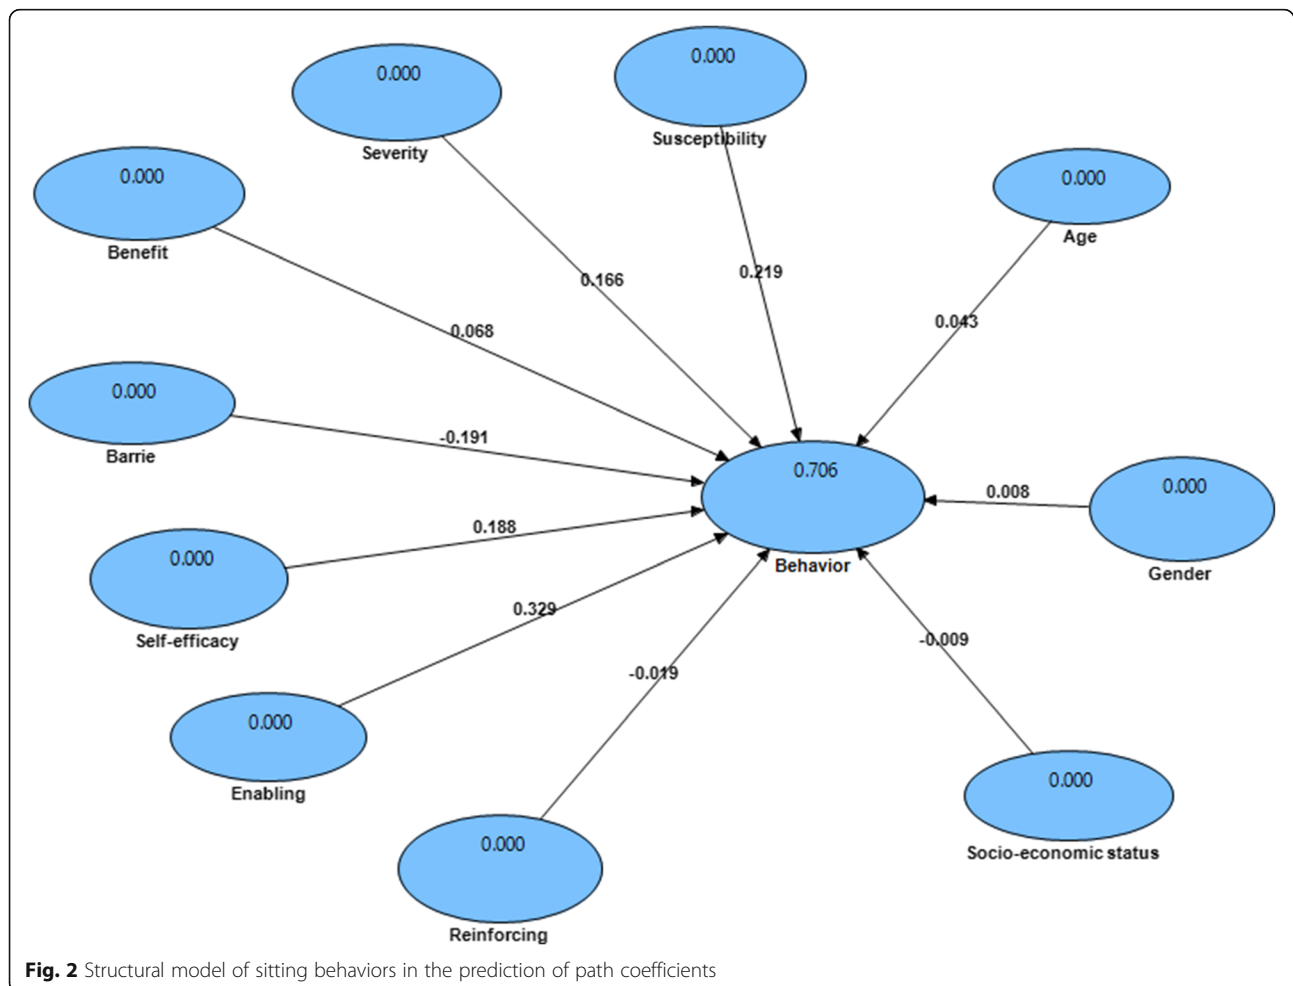 0.000
Severity
0.000
Susceptibility
0.000
Benefit
0.000
Age
0.166
0.219
0.043
0.068
0.000
Barrie
-0.191
0.706
Behavior
0.008
0.000
Gender
0.188
0.000
Self-efficacy
0.329
-0.019
-0.009
0.000
Enabling
0.000
Socio-economic status
0.000
Reinforcing
Fig. 2 Structural model of sitting behaviors in the prediction of path coefficients